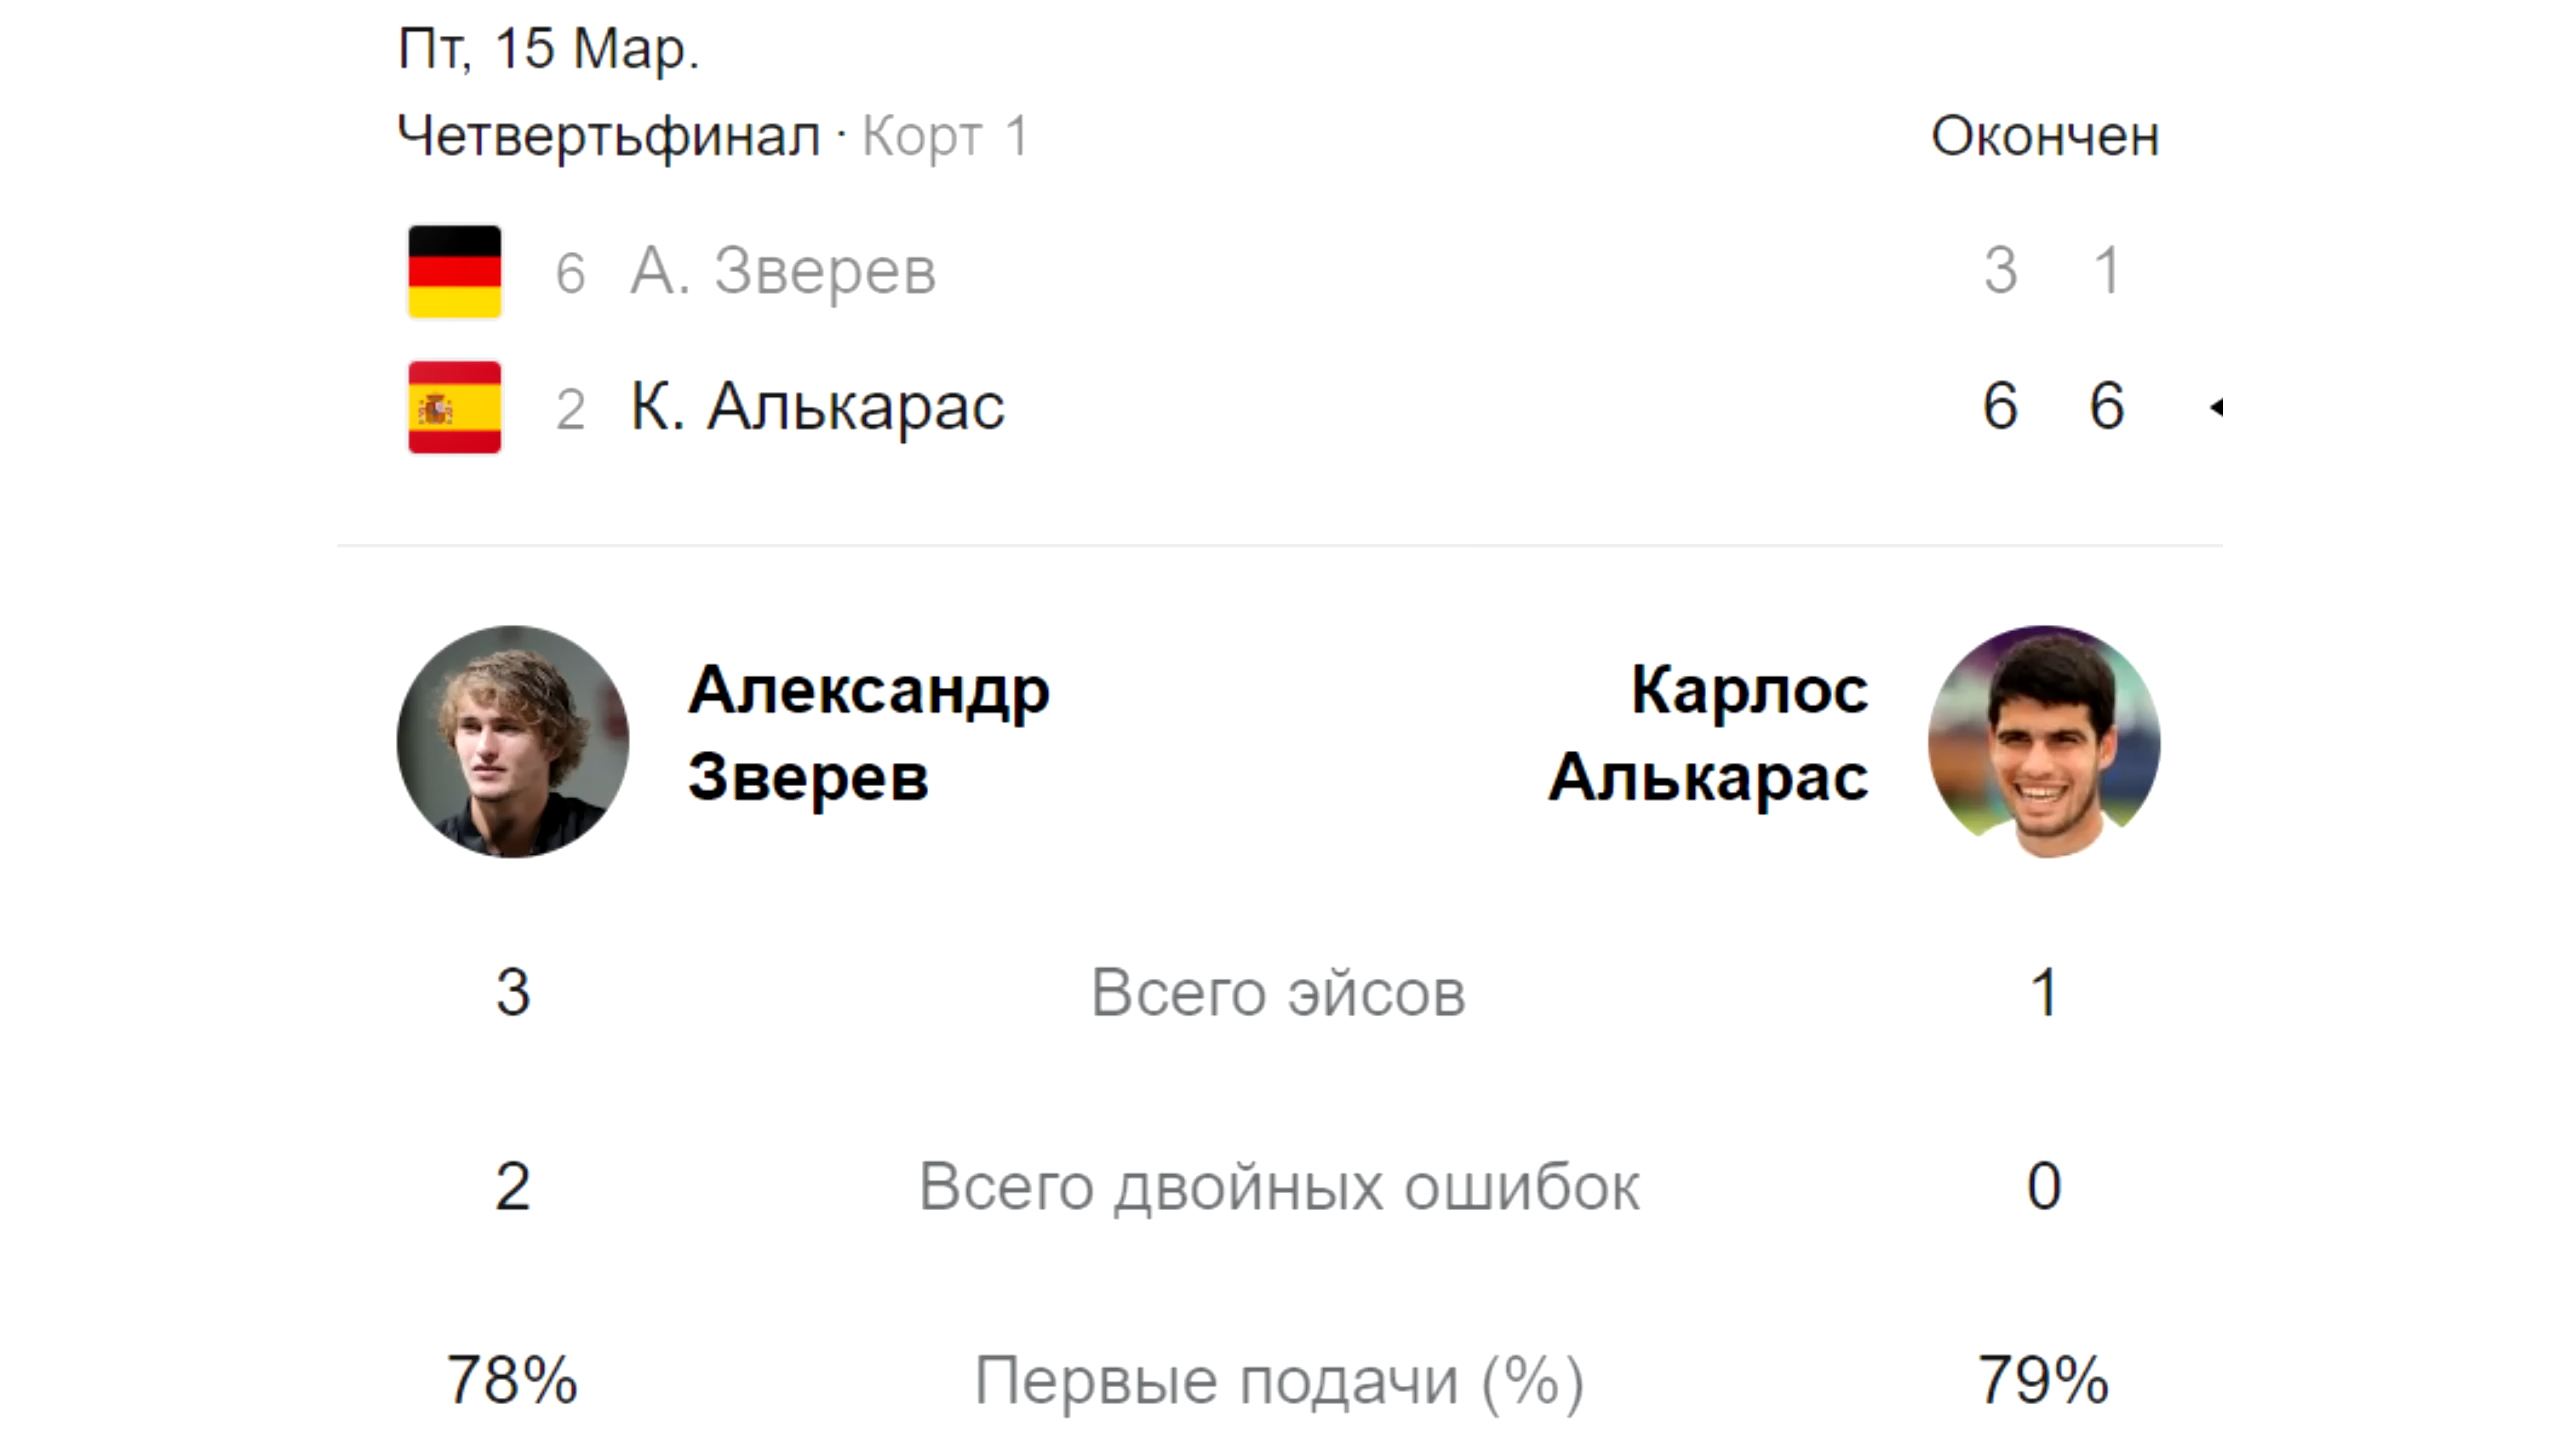 Пт, 15 Мар.
Четвертьфинал · Корт 1 Окончен
6 А. Зверев 3 1
2 К. Алькарас 6 6
Александр Зверев
Карлос Алькарас
3 Всего эйсов 1
2 Всего двойных ошибок 0
78% Первые подачи (%) 79%